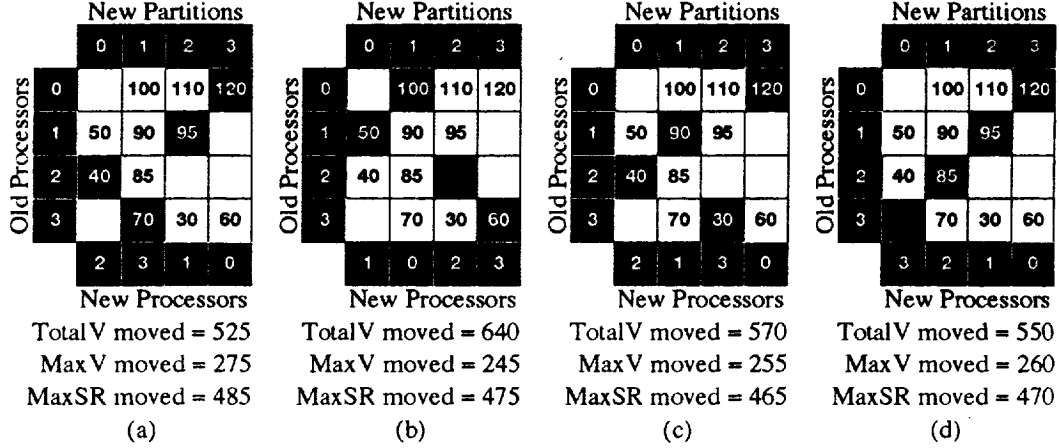 New Partitions New Partitions New Partitions New Partitions
0 1 2 3 0 1 2 3 0 1 2 3 0 1 2 3
0 100 110 120 0 100 110 120 0 100 110 120 0 100 110 120
1 50 90 95 1 50 90 95 1 50 90 95 1 50 90 95
2 40 85 2 40 85 2 40 85 2 40 85
3 70 30 60 3 70 30 60 3 70 30 60 3 70 30 60
2 3 1 0 1 0 2 3 2 1 3 0 3 2 1 0
Old Processors Old Processors Old Processors Old Processors
New Processors New Processors New Processors New Processors
TotalV moved = 525 TotalV moved = 640 TotalV moved = 570 TotalV moved = 550
MaxV moved = 275 MaxV moved = 245 MaxV moved = 255 MaxV moved = 260
MaxSR moved = 485 MaxSR moved = 475 MaxSR moved = 465 MaxSR moved = 470
(a) (b) (c) (d)